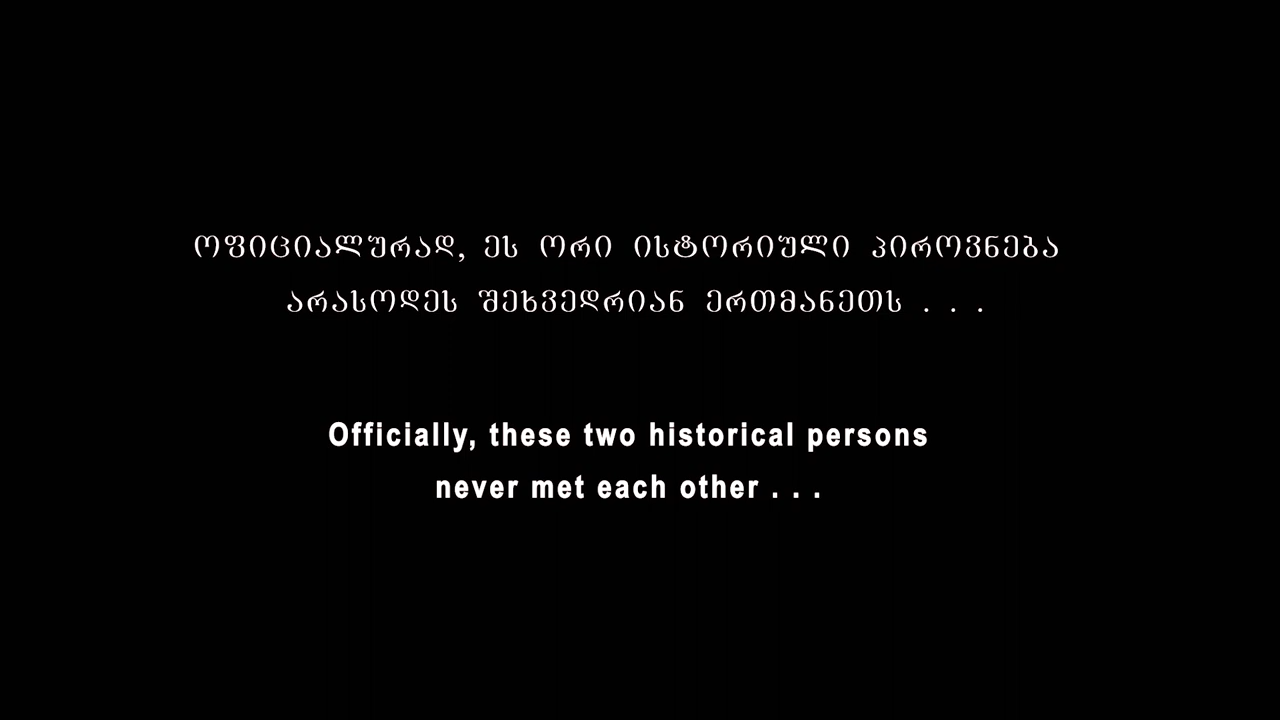 ოფიციალურად, ეს ორი ისტორიული პიროვნება
არასოდეს შეხვედრიან ერთმანეთს . . .
Officially, these two historical persons
never met each other . . .